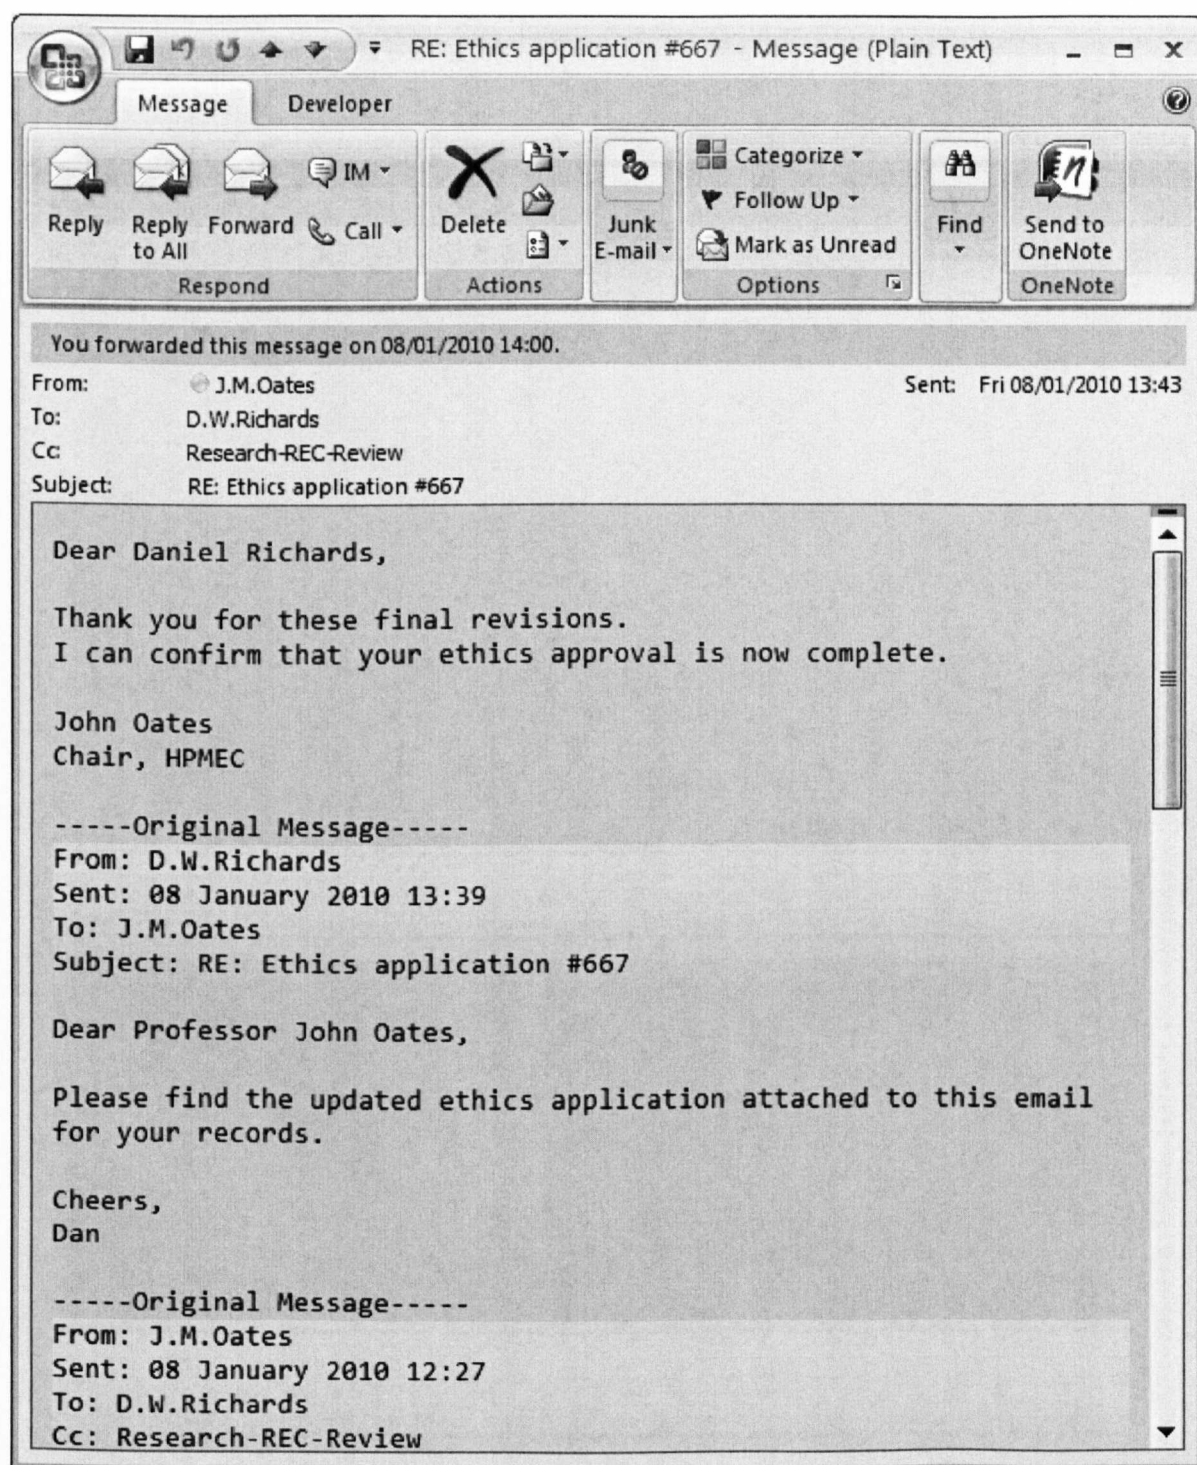 RE: Ethics application #667 - Message (Plain Text)
Message Developer
Reply
Reply to All
Forward
IM
Call
Respond
Delete
Actions
Junk E-mail
Categorize
Follow Up
Mark as Unread
Options
Find
Send to OneNote
OneNote
You forwarded this message on 08/01/2010 14:00.
From: J.M.Oates Sent: Fri 08/01/2010 13:43
To: D.W.Richards
Cc: Research-REC-Review
Subject: RE: Ethics application #667
Dear Daniel Richards,
Thank you for these final revisions.
I can confirm that your ethics approval is now complete.
John Oates
Chair, HPMEC
-----Original Message-----
From: D.W.Richards
Sent: 08 January 2010 13:39
To: J.M.Oates
Subject: RE: Ethics application #667
Dear Professor John Oates,
Please find the updated ethics application attached to this email
for your records.
Cheers,
Dan
-----Original Message-----
From: J.M.Oates
Sent: 08 January 2010 12:27
To: D.W.Richards
Cc: Research-REC-Review